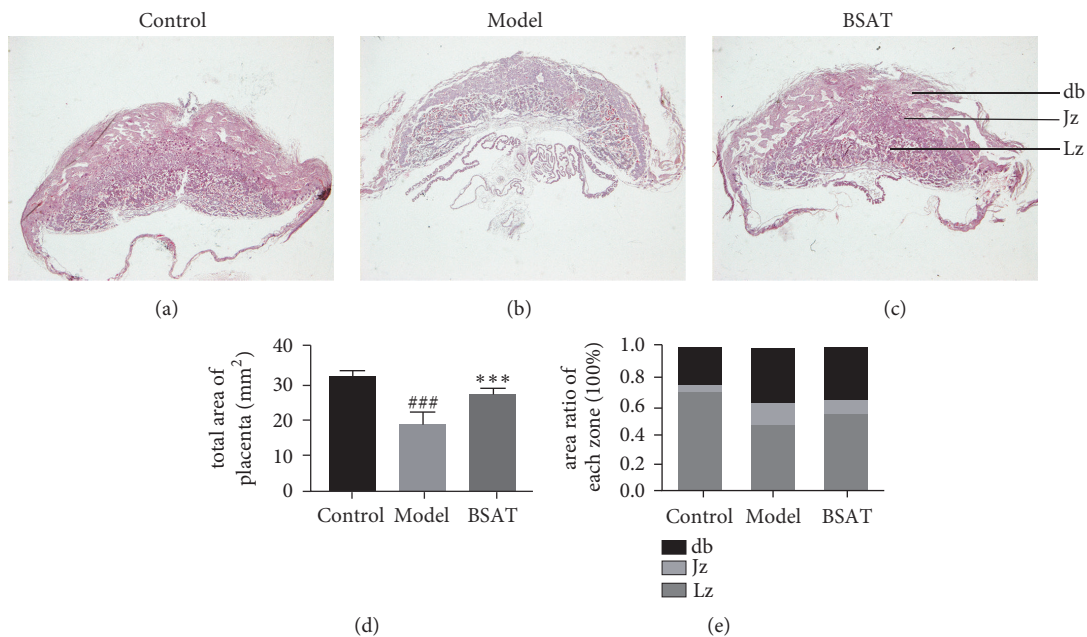 Control
Model
BSAT
db
Jz
Lz
(a)
(b)
(c)
total area of
placenta (mm²)
40
30
20
10
0
###
***
Control
Model
BSAT
(d)
area ratio of
each zone (100%)
1.0
0.8
0.6
0.4
0.2
0.0
Control
Model
BSAT
db
Jz
Lz
(e)